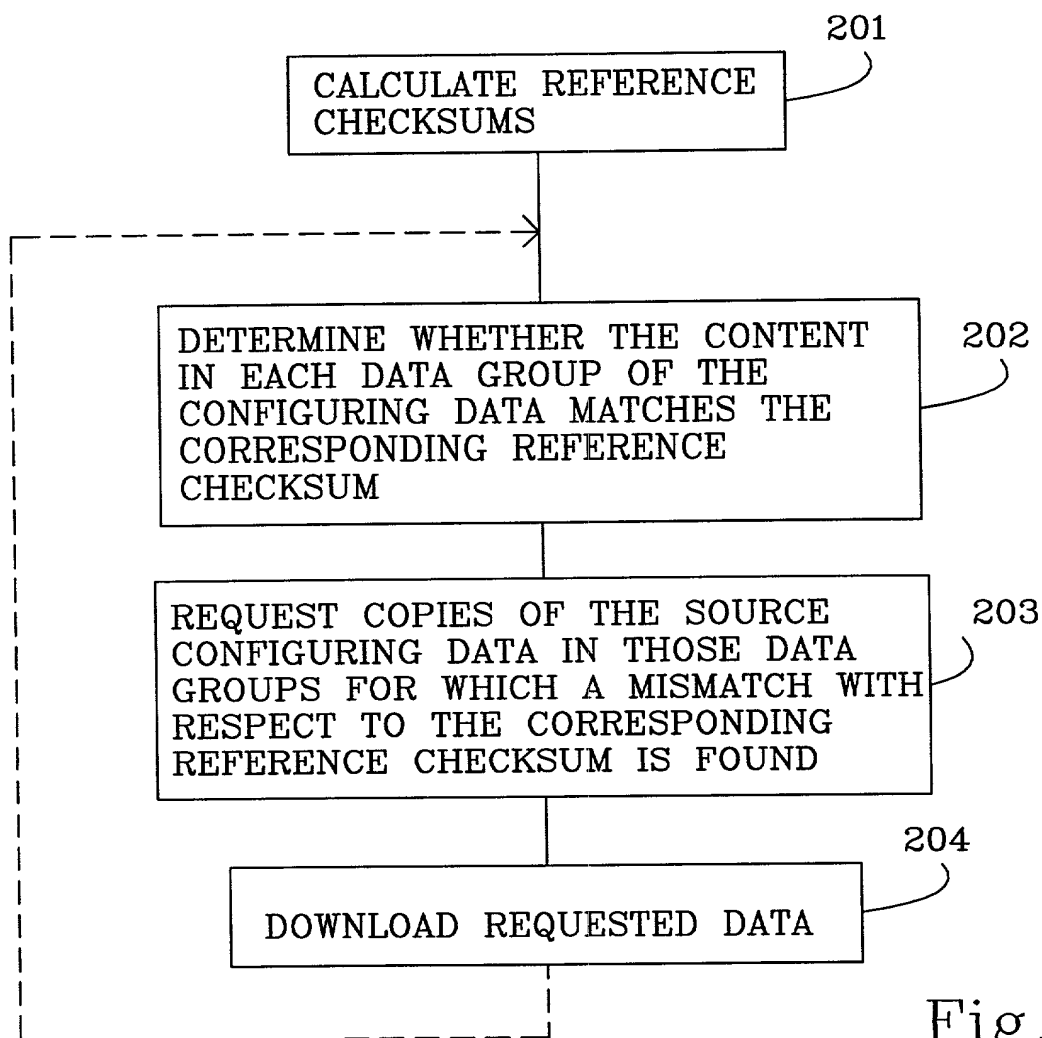 201
CALCULATE REFERENCE
CHECKSUMS
202
DETERMINE WHETHER THE CONTENT
IN EACH DATA GROUP OF THE
CONFIGURING DATA MATCHES THE
CORRESPONDING REFERENCE
CHECKSUM
203
REQUEST COPIES OF THE SOURCE
CONFIGURING DATA IN THOSE DATA
GROUPS FOR WHICH A MISMATCH WITH
RESPECT TO THE CORRESPONDING
REFERENCE CHECKSUM IS FOUND
204
DOWNLOAD REQUESTED DATA
Fig.